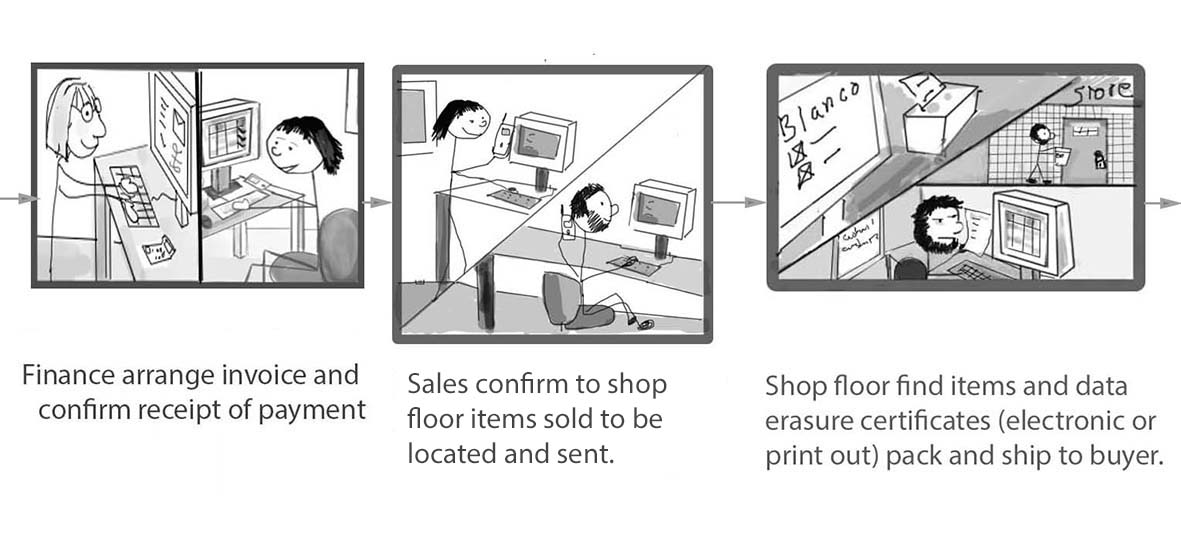 Finance arrange invoice and
confirm receipt of payment
Sales confirm to shop
floor items sold to be
located and sent.
Blanco
Store
Shop floor find items and data
erasure certificates (electronic or
print out) pack and ship to buyer.